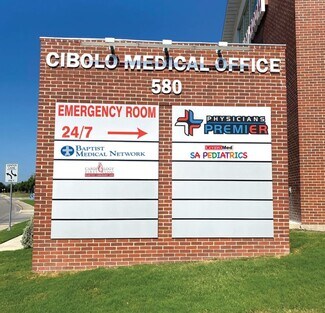 CIBOLO MEDICAL OFFICE
580
EMERGENCY ROOM
24/7
PHYSICIANS
PREMIER
BAPTIST
MEDICAL NETWORK
SA PEDIATRICS